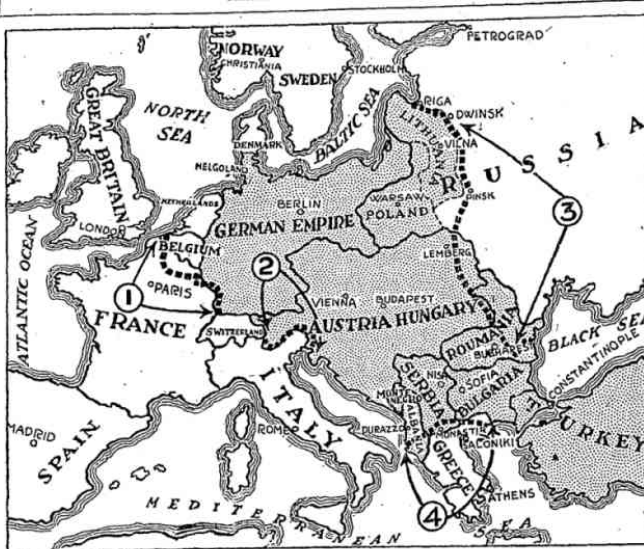 PETROGRAD
NORWAY
CHRISTIANIA
STOCKHOLM
SWEDEN
NORTH SEA
BALTIC SEA
RIGA
DWINSK
LITHUANIA
VILNA
GREAT BRITAIN
DENMARK
HELGOLAND
RUSSIA
NETHERLANDS
BERLIN
WARSAW
POLAND
PINSK
GERMAN EMPIRE
LONDON
BELGIUM
3
ATLANTIC OCEAN
LEMBERG
2
1
PARIS
VIENNA
BUDAPEST
FRANCE
AUSTRIA HUNGARY
SWITZERLAND
ROUMANIA
BLACK SEA
SERBIA
NISH
SOFIA
BULGARIA
CONSTANTINOPLE
ITALY
MONTENEGRO
ALBANIA
TURKEY
MADRID
SPAIN
ROME
DURAZZO
MONASTIR
SALONIKI
GREECE
4
ATHENS
MEDITERRANEAN SEA